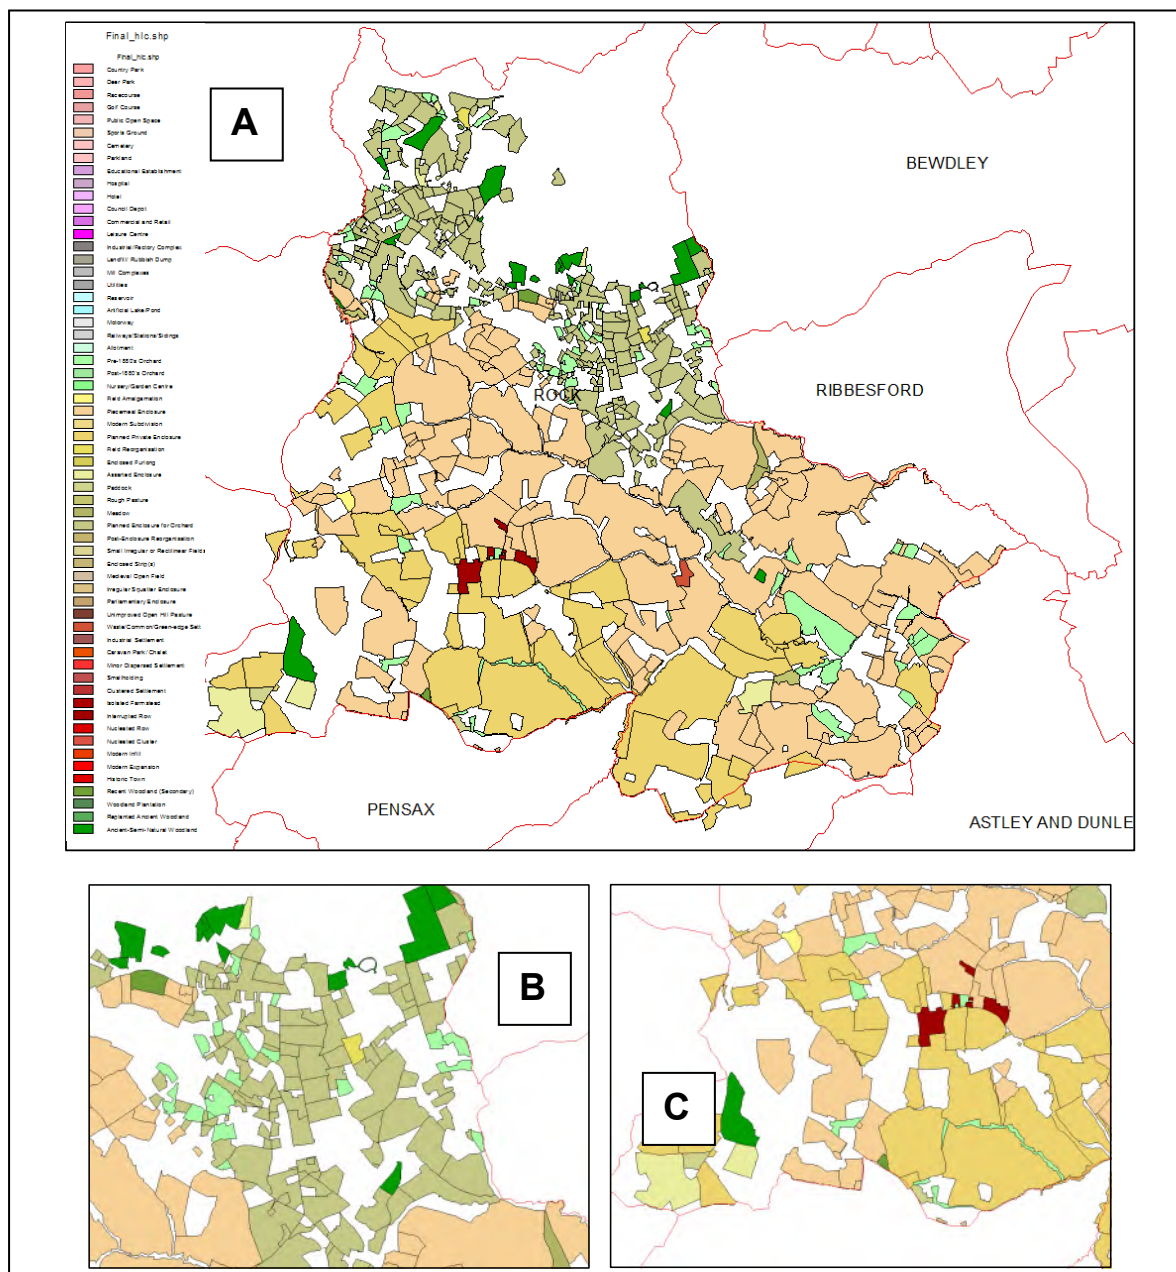 Final_hlc.shp
Final_hlc.shp
Country Park
Deer Park
Racecourse
Golf Course
Public Open Space
Sports Ground
Cemetery
Parkland
Educational Establishment
Hospital
Hotel
Council Depot
Commercial and Retail
Leisure Centre
Industrial/Factory Complex
Landfill/ Rubbish Dump
Mill Complexes
Utilities
Reservoir
Artificial Lake/Pond
Motorway
Railways/Stations/Sidings
Allotment
Pre-1880's Orchard
Post-1880's Orchard
Nursery/Garden Centre
Field Amalgamation
Piecemeal Enclosure
Modern Subdivision
Planned Private Enclosure
Field Reorganisation
Enclosed Furlong
Assarted Enclosure
Paddock
Rough Pasture
Meadow
Planned Enclosure for Orchard
Post-Enclosure Reorganisation
Small Irregular or Rectilinear Fields
Enclosed Strip(s)
Medieval Open Field
Irregular Squatter Enclosure
Parliamentary Enclosure
Unimproved Open Hill Pasture
Waste/Common/Green-edge Sett
Industrial Settlement
Caravan Park/ Chalet
Minor Dispersed Settlement
Smallholding
Clustered Settlement
Isolated Farmstead
Interrupted Row
Nucleated Row
Nucleated Cluster
Modern Infill
Modern Expansion
Historic Town
Recent Woodland (Secondary)
Woodland Plantation
Replanted Ancient Woodland
Ancient-Semi-Natural Woodland
A
BEWDLEY
RIBBESFORD
ROCK
PENSAX
ASTLEY AND DUNLE
B
C